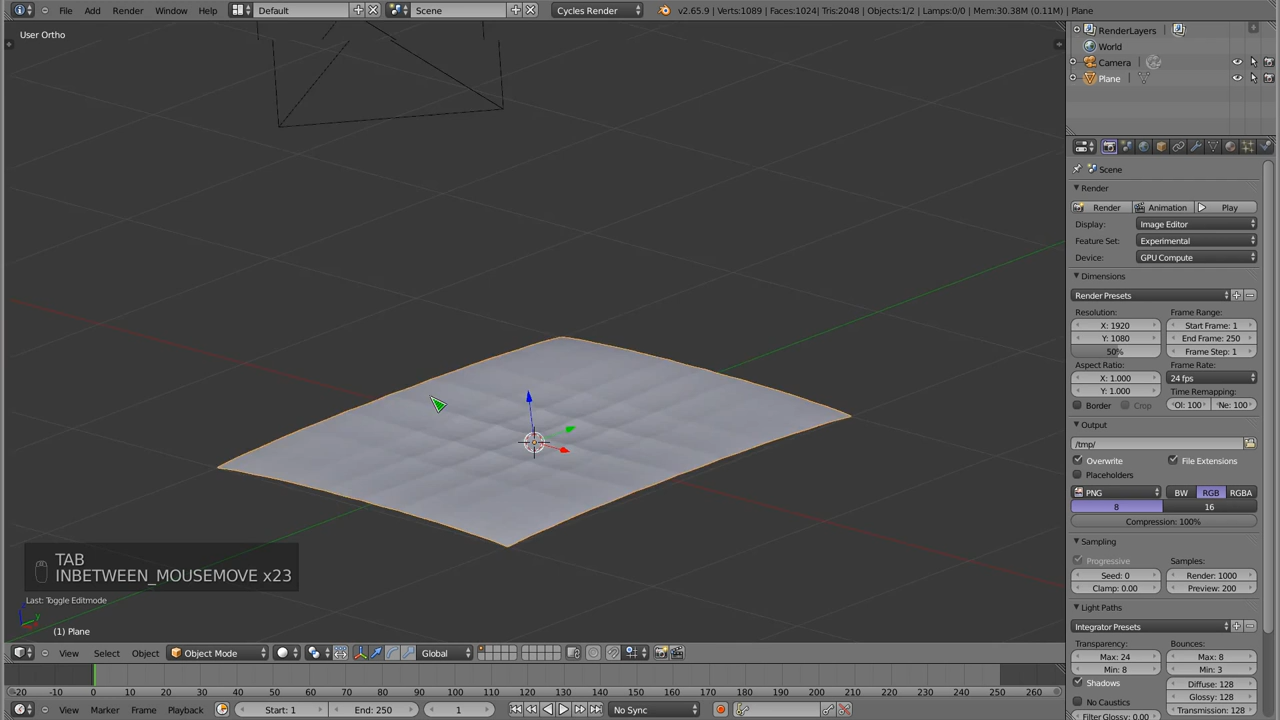 File Add Render Window Help Default Scene Cycles Render v2.65.9 | Verts:1089 | Faces:1024 | Tris:2048 | Objects:1/2 | Lamps:0/0 | Mem:30.38M (0.11M) | Plane
User Ortho
RenderLayers
World
Camera
Plane
Scene
Render
Render Animation Play
Display: Image Editor
Feature Set: Experimental
Device: GPU Compute
Dimensions
Render Presets
Resolution: Frame Range:
X: 1920 Start Frame: 1
Y: 1080 End Frame: 250
50% Frame Step: 1
Aspect Ratio: Frame Rate:
X: 1.000 24 fps
Y: 1.000 Time Remapping:
Border Crop Ol: 100 Ne: 100
Output
/tmp/
Overwrite File Extensions
Placeholders
PNG BW RGB RGBA
8 16
Compression: 100%
Sampling
Progressive Samples:
Seed: 0 Render: 1000
Clamp: 0.00 Preview: 200
Light Paths
Integrator Presets
Transparency: Bounces:
Max: 24 Max: 8
Min: 8 Min: 3
Shadows Diffuse: 128
No Caustics Glossy: 128
Filter Glossy: 0.00 Transmission: 128
TAB
INBETWEEN_MOUSEMOVE x23
Last: Toggle Editmode
(1) Plane
View Select Object Object Mode Global
-20 -10 0 10 20 30 40 50 60 70 80 90 100 110 120 130 140 150 160 170 180 190 200 210 220 230 240 250 260
View Marker Frame Playback Start: 1 End: 250 1 No Sync